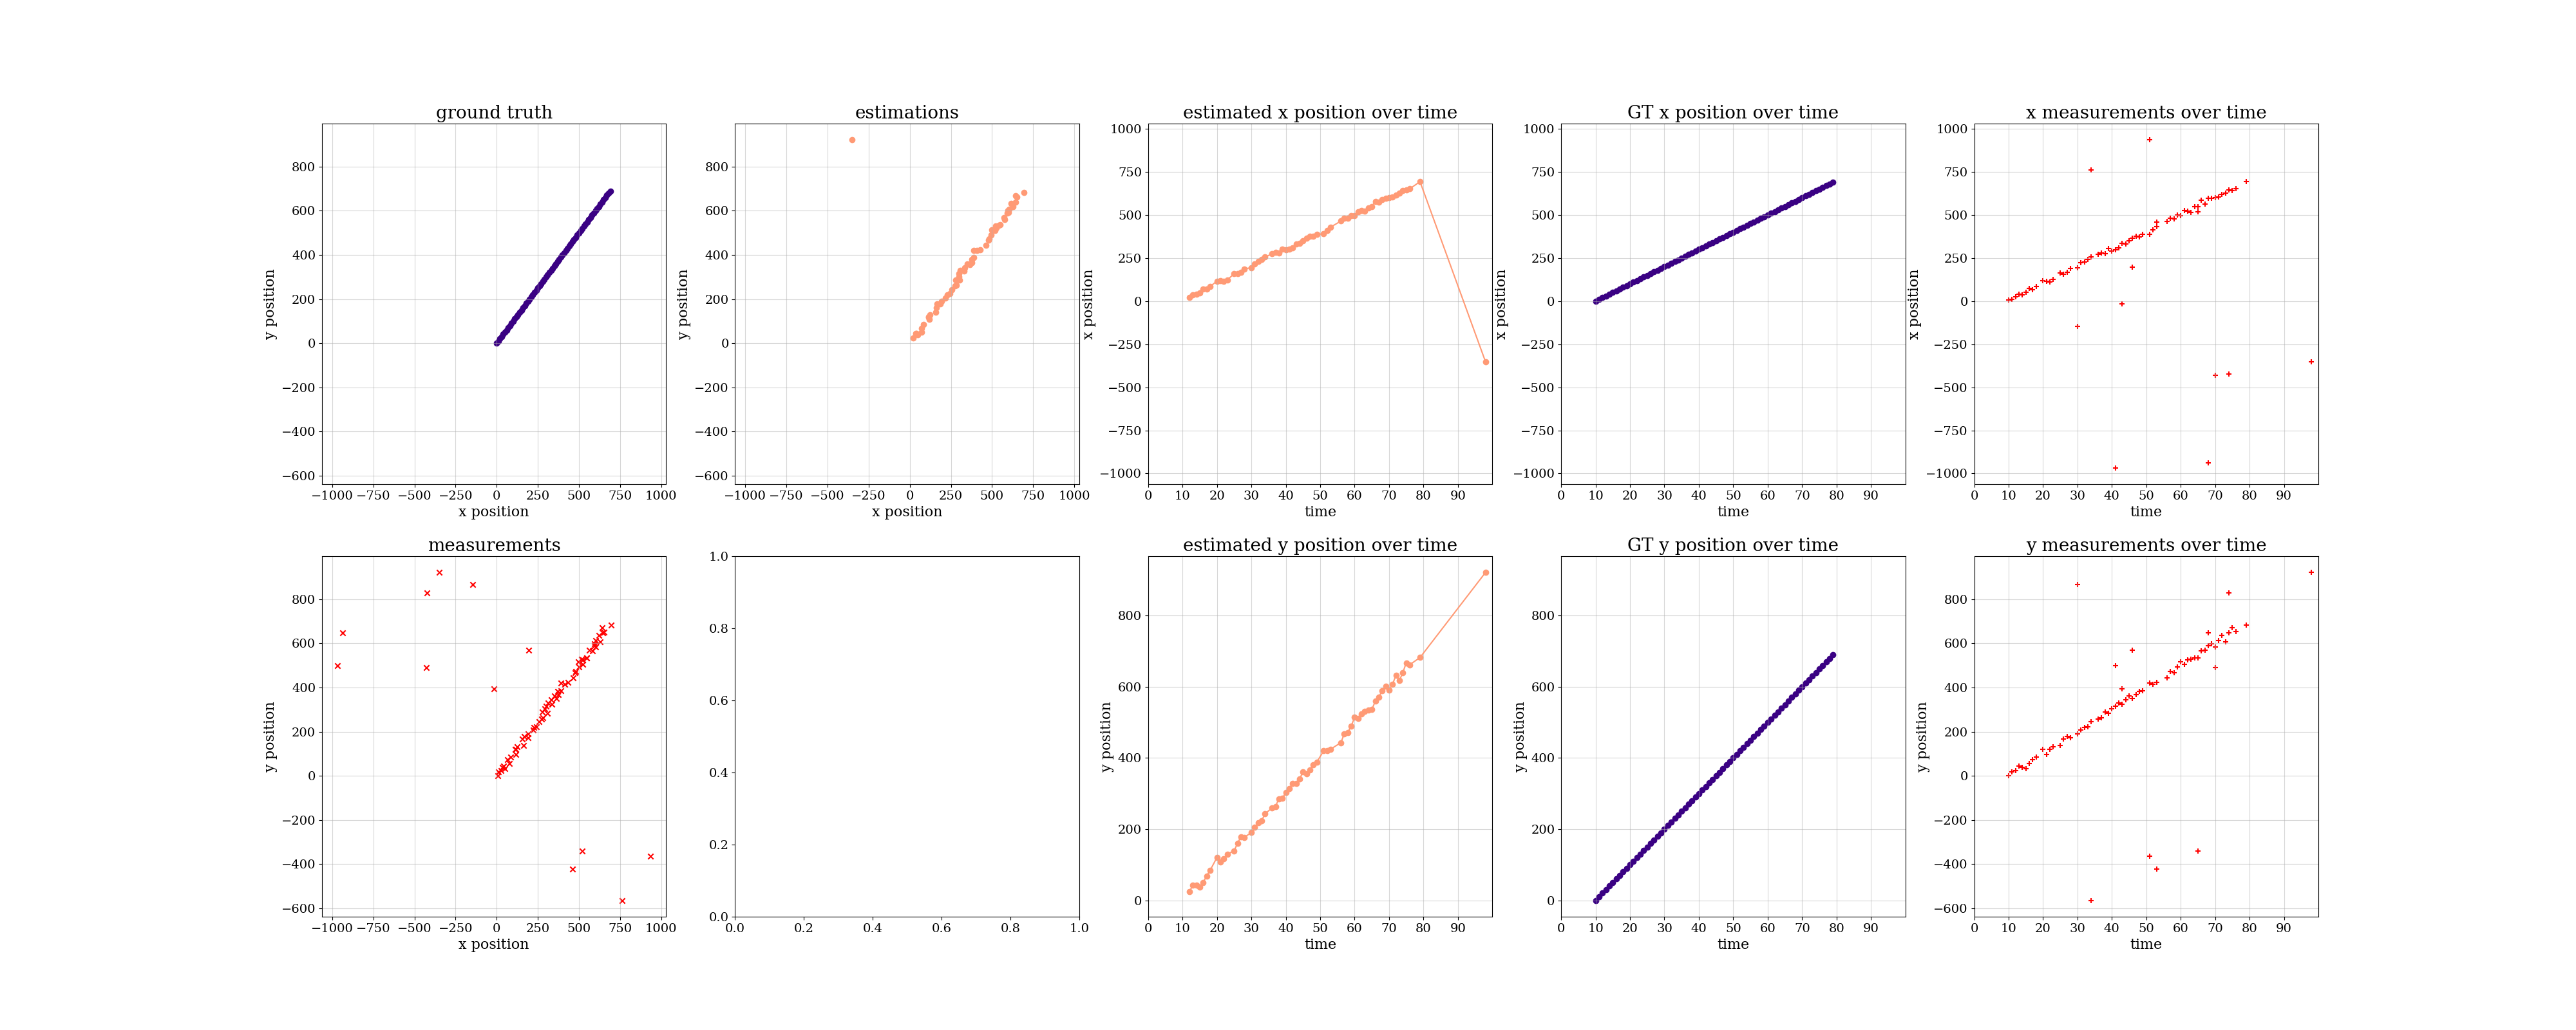 ground truth
800
600
400
200
0
−200
−400
−600
y position
−1000 −750 −500 −250 0 250 500 750 1000
x position
estimations
800
600
400
200
0
−200
−400
−600
y position
−1000 −750 −500 −250 0 250 500 750 1000
x position
estimated x position over time
1000
750
500
250
0
−250
−500
−750
−1000
x position
0 10 20 30 40 50 60 70 80 90
time
GT x position over time
1000
750
500
250
0
−250
−500
−750
−1000
x position
0 10 20 30 40 50 60 70 80 90
time
x measurements over time
1000
750
500
250
0
−250
−500
−750
−1000
x position
0 10 20 30 40 50 60 70 80 90
time
measurements
800
600
400
200
0
−200
−400
−600
y position
−1000 −750 −500 −250 0 250 500 750 1000
x position
1.0
0.8
0.6
0.4
0.2
0.0
0.0 0.2 0.4 0.6 0.8 1.0
estimated y position over time
800
600
400
200
0
y position
0 10 20 30 40 50 60 70 80 90
time
GT y position over time
800
600
400
200
0
y position
0 10 20 30 40 50 60 70 80 90
time
y measurements over time
800
600
400
200
0
−200
−400
−600
y position
0 10 20 30 40 50 60 70 80 90
time